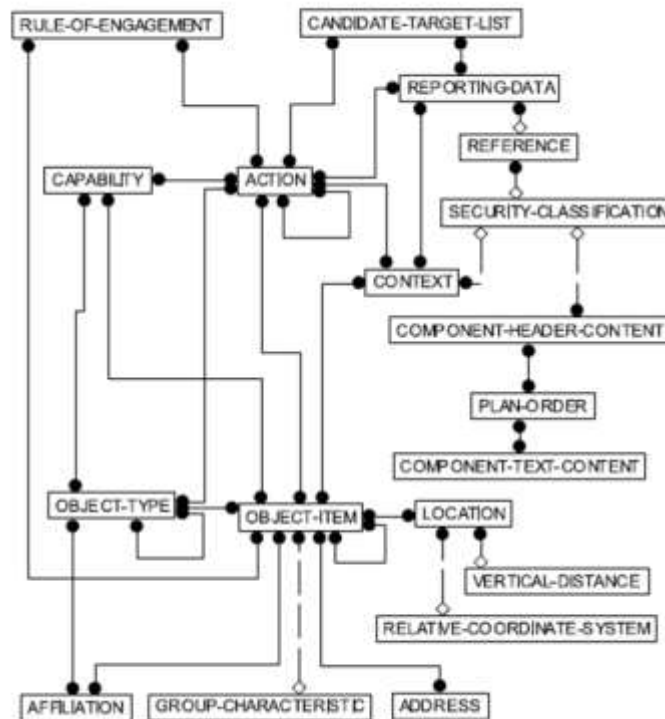 RULE-OF-ENGAGEMENT
CANDIDATE-TARGET-LIST
REPORTING-DATA
REFERENCE
CAPABILITY
ACTION
SECURITY-CLASSIFICATION
CONTEXT
COMPONENT-HEADER-CONTENT
PLAN-ORDER
COMPONENT-TEXT-CONTENT
OBJECT-TYPE
OBJECT-ITEM
LOCATION
VERTICAL-DISTANCE
RELATIVE-COORDINATE-SYSTEM
AFFILIATION
GROUP-CHARACTERISTIC
ADDRESS